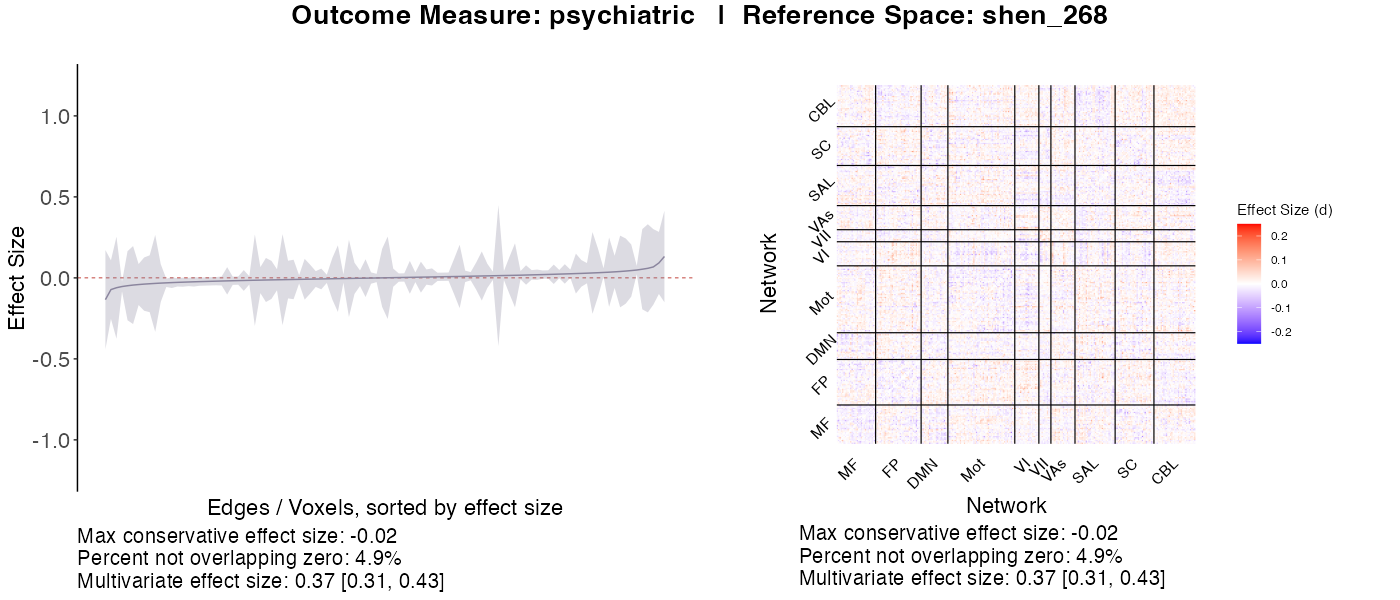 Outcome Measure: psychiatric | Reference Space: shen_268
Effect Size
1.0
0.5
0.0
-0.5
-1.0
Edges / Voxels, sorted by effect size
Max conservative effect size: -0.02
Percent not overlapping zero: 4.9%
Multivariate effect size: 0.37 [0.31, 0.43]
Network
CBL
SC
SAL
VAs
VII
VI
Mot
DMN
FP
MF
MF
FP
DMN
Mot
VI
VII
VAs
SAL
SC
CBL
Network
Max conservative effect size: -0.02
Percent not overlapping zero: 4.9%
Multivariate effect size: 0.37 [0.31, 0.43]
Effect Size (d)
0.2
0.1
0.0
-0.1
-0.2